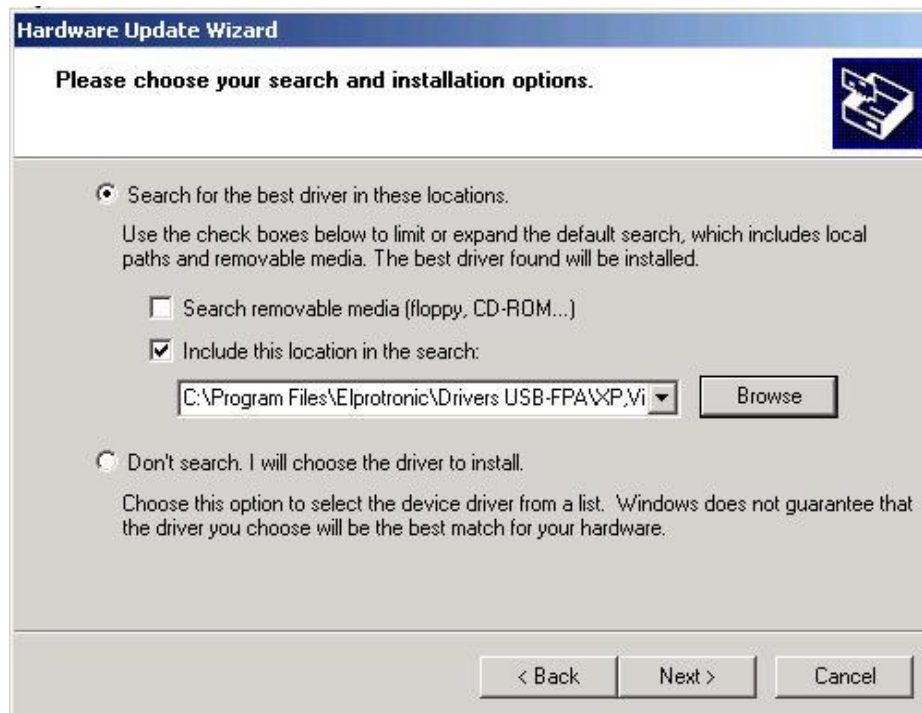 Hardware Update Wizard
Please choose your search and installation options.
Search for the best driver in these locations.
Use the check boxes below to limit or expand the default search, which includes local
paths and removable media. The best driver found will be installed.
Search removable media (floppy, CD-ROM...)
Include this location in the search:
C:\Program Files\Elprotronic\Drivers USB-FPA\XP,Vi
Browse
Don't search. I will choose the driver to install.
Choose this option to select the device driver from a list. Windows does not guarantee that
the driver you choose will be the best match for your hardware.
< Back
Next >
Cancel